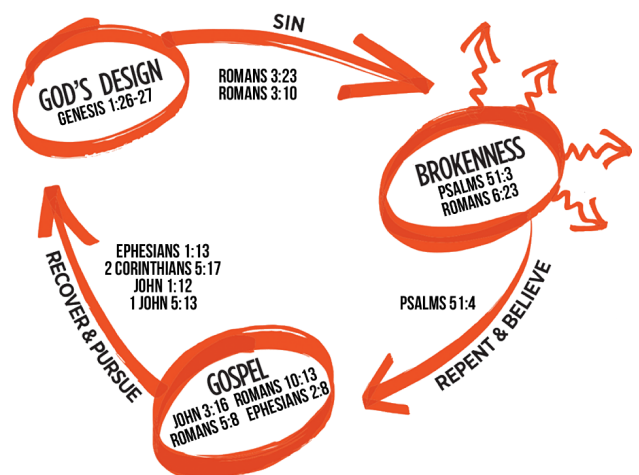 SIN
GOD'S DESIGN
GENESIS 1:26-27
ROMANS 3:23
ROMANS 3:10
BROKENNESS
PSALMS 51:3
ROMANS 6:23
EPHESIANS 1:13
2 CORINTHIANS 5:17
JOHN 1:12
1 JOHN 5:13
RECOVER & PURSUE
PSALMS 51:4
REPENT & BELIEVE
GOSPEL
JOHN 3:16 ROMANS 10:13
ROMANS 5:8 EPHESIANS 2:8